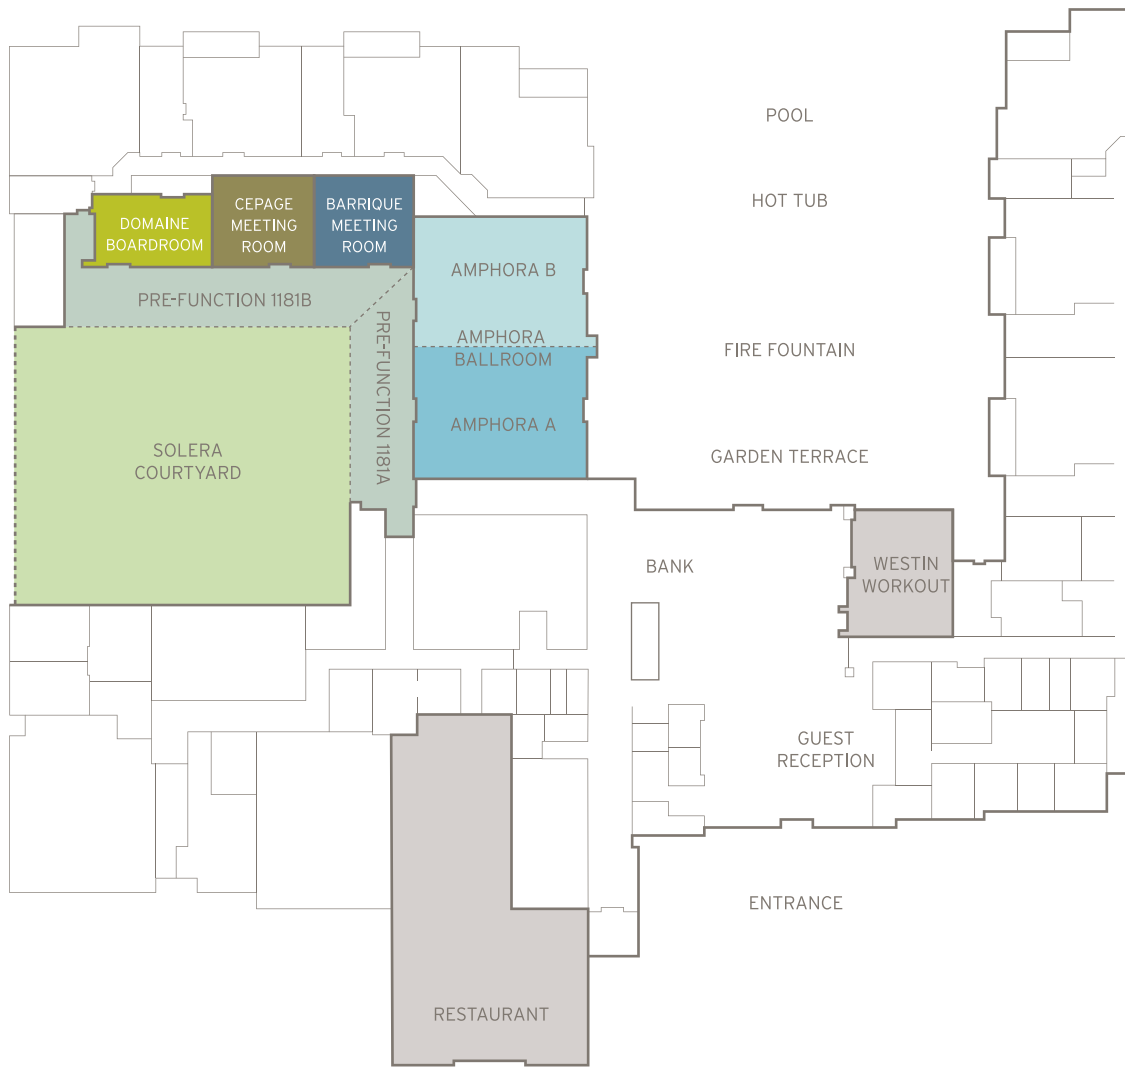 POOL
HOT TUB
DOMAINE
BOARDROOM
CEPAGE
MEETING
ROOM
BARRIQUE
MEETING
ROOM
AMPHORA B
PRE-FUNCTION 1181B
AMPHORA
BALLROOM
PRE-FUNCTION 1181A
AMPHORA A
FIRE FOUNTAIN
SOLERA
COURTYARD
GARDEN TERRACE
BANK
WESTIN
WORKOUT
GUEST
RECEPTION
ENTRANCE
RESTAURANT